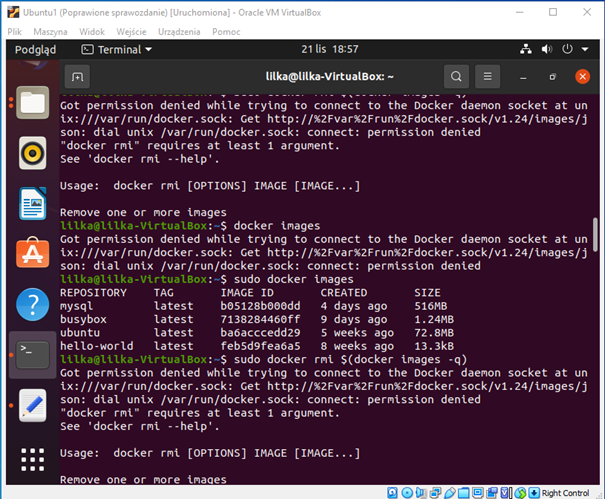 Ubuntu1 (Poprawione sprawozdanie) [Uruchomiona] - Oracle VM VirtualBox
Plik Maszyna Widok Wejście Urządzenia Pomoc
Podgląd Terminal 21 lis 18:57
lilka@lilka-VirtualBox: ~
Got permission denied while trying to connect to the Docker daemon socket at un
ix:///var/run/docker.sock: Get http://%2Fvar%2Frun%2Fdocker.sock/v1.24/images/j
son: dial unix /var/run/docker.sock: connect: permission denied
"docker rmi" requires at least 1 argument.
See 'docker rmi --help'.
Usage: docker rmi [OPTIONS] IMAGE [IMAGE...]
Remove one or more images
lilka@lilka-VirtualBox:~$ docker images
Got permission denied while trying to connect to the Docker daemon socket at un
ix:///var/run/docker.sock: Get http://%2Fvar%2Frun%2Fdocker.sock/v1.24/images/j
son: dial unix /var/run/docker.sock: connect: permission denied
lilka@lilka-VirtualBox:~$ sudo docker images
REPOSITORY TAG IMAGE ID CREATED SIZE
mysql latest b05128b000dd 4 days ago 516MB
busybox latest 7138284460ff 9 days ago 1.24MB
ubuntu latest ba6acccedd29 5 weeks ago 72.8MB
hello-world latest feb5d9fea6a5 8 weeks ago 13.3kB
lilka@lilka-VirtualBox:~$ sudo docker rmi $(docker images -q)
Got permission denied while trying to connect to the Docker daemon socket at un
ix:///var/run/docker.sock: Get http://%2Fvar%2Frun%2Fdocker.sock/v1.24/images/j
son: dial unix /var/run/docker.sock: connect: permission denied
"docker rmi" requires at least 1 argument.
See 'docker rmi --help'.
Usage: docker rmi [OPTIONS] IMAGE [IMAGE...]
Remove one or more images
Right Control